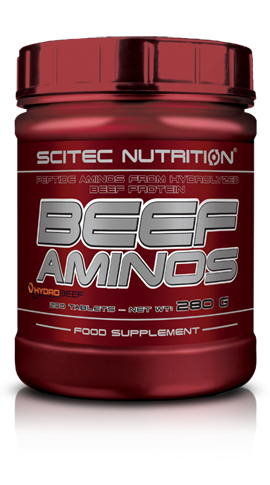 SCITEC NUTRITION®
PEPTIDE AMINOS FROM HYDROLYZED
BEEF PROTEIN
BEEF
AMINOS
HYDROBEEF
200 TABLETS - NET WT: 280 G
FOOD SUPPLEMENT